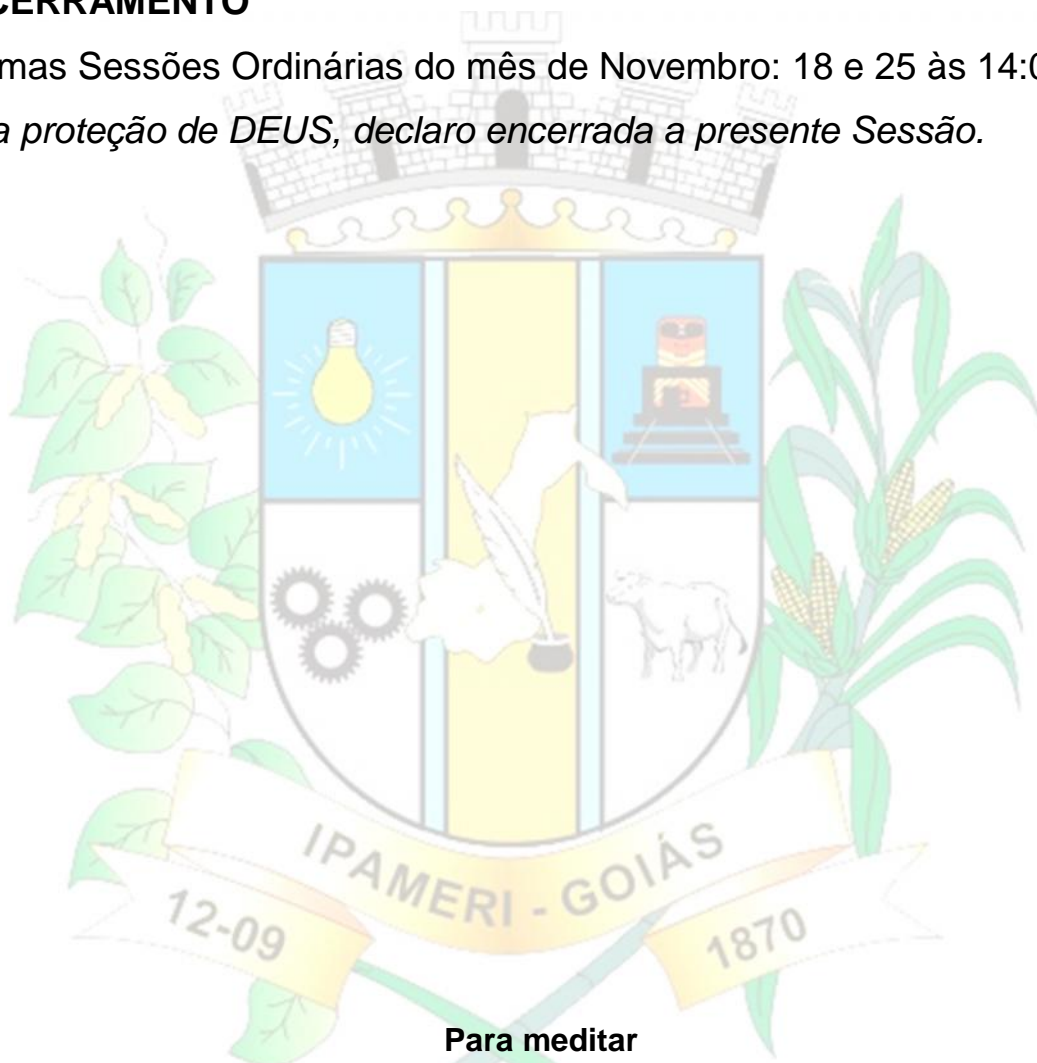 CERRAMENTO
mas Sessões Ordinárias do mês de Novembro: 18 e 25 às 14:0
a proteção de DEUS, declaro encerrada a presente Sessão.
IPAMERI - GOIÁS
12-09
1870
Para meditar